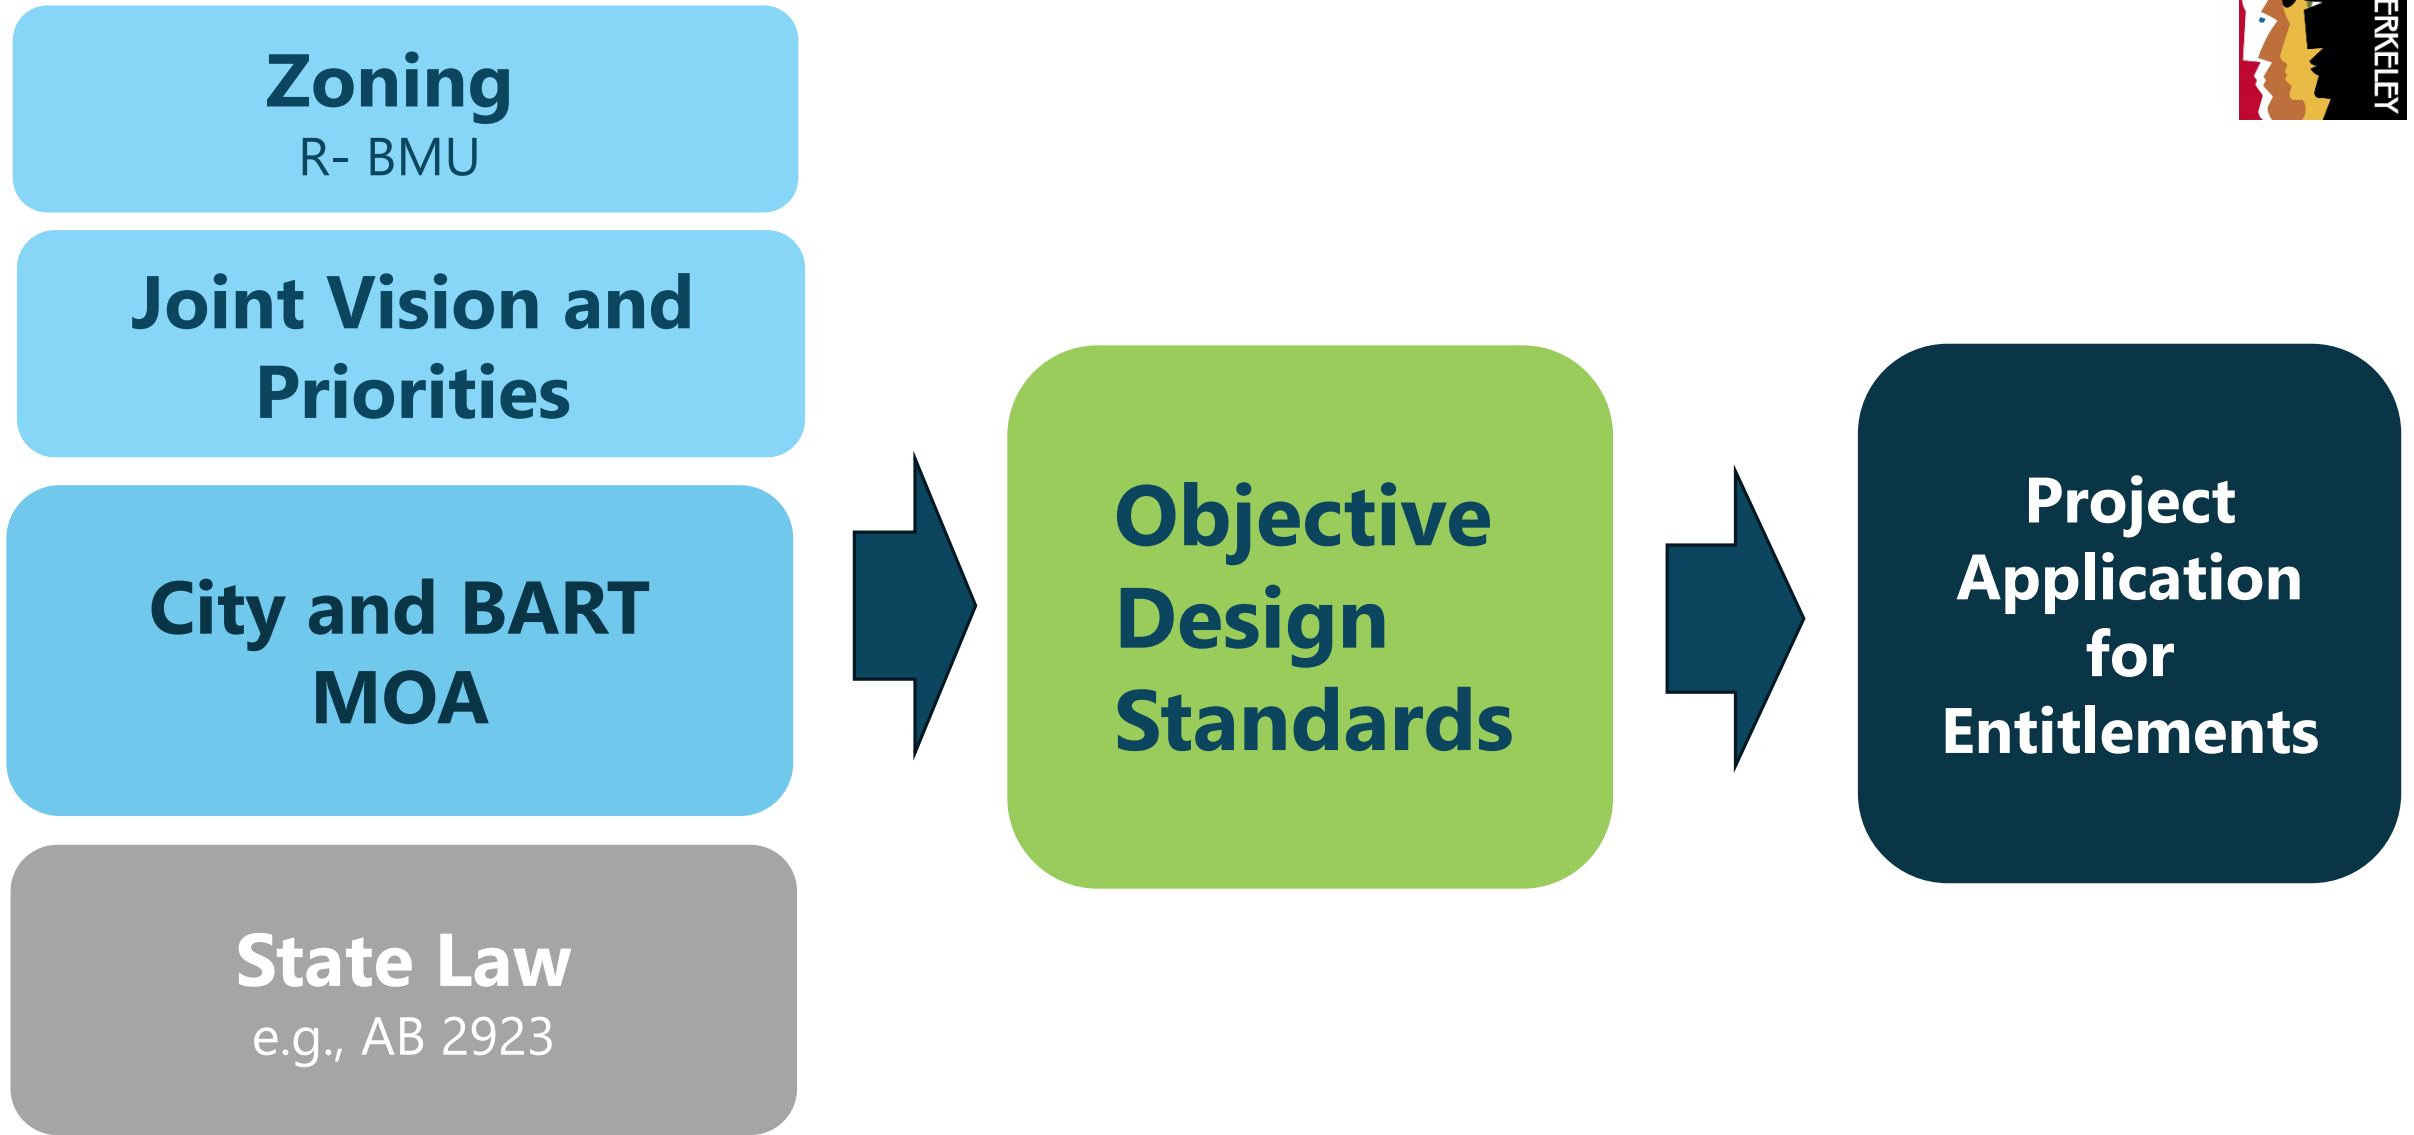 Zoning
R- BMU
Joint Vision and
Priorities
City and BART
MOA
State Law
e.g., AB 2923
Objective
Design
Standards
Project
Application
for
Entitlements
ERKELEY